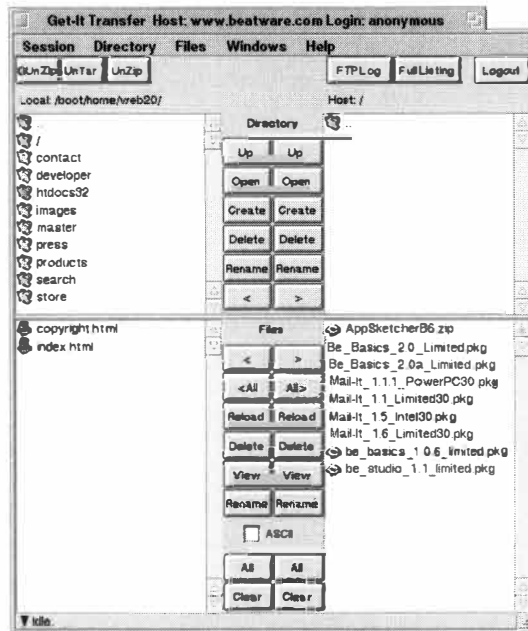 Get-It Transfer Host: www.beatware.com Login: anonymous
Session Directory Files Windows Help
GUnZip UnTar UnZip FTPLog FullListing Logout
Local: /boot/home/web20/ Host: /
..
/
contact
developer
htdocs32
images
master
press
products
search
store
Directory
Up Up
Open Open
Create Create
Delete Delete
Rename Rename
< >
..
copyright html
index html
Files
< >
<All All>
Reload Reload
Delete Delete
View View
Rename Rename
ASCII
All All
Clear Clear
AppSketcherB6.zip
Be_Basics_2.0_Limited.pkg
Be_Basics_2.0a_Limited.pkg
Mail-It_1.1.1_PowerPC30.pkg
Mail-It_1.1_Limited30.pkg
Mail-It_1.5_Intel30.pkg
Mail-It_1.6_Limited30.pkg
be_basics_1.0.6_limited.pkg
be_studio_1.1_limited.pkg
Idle.